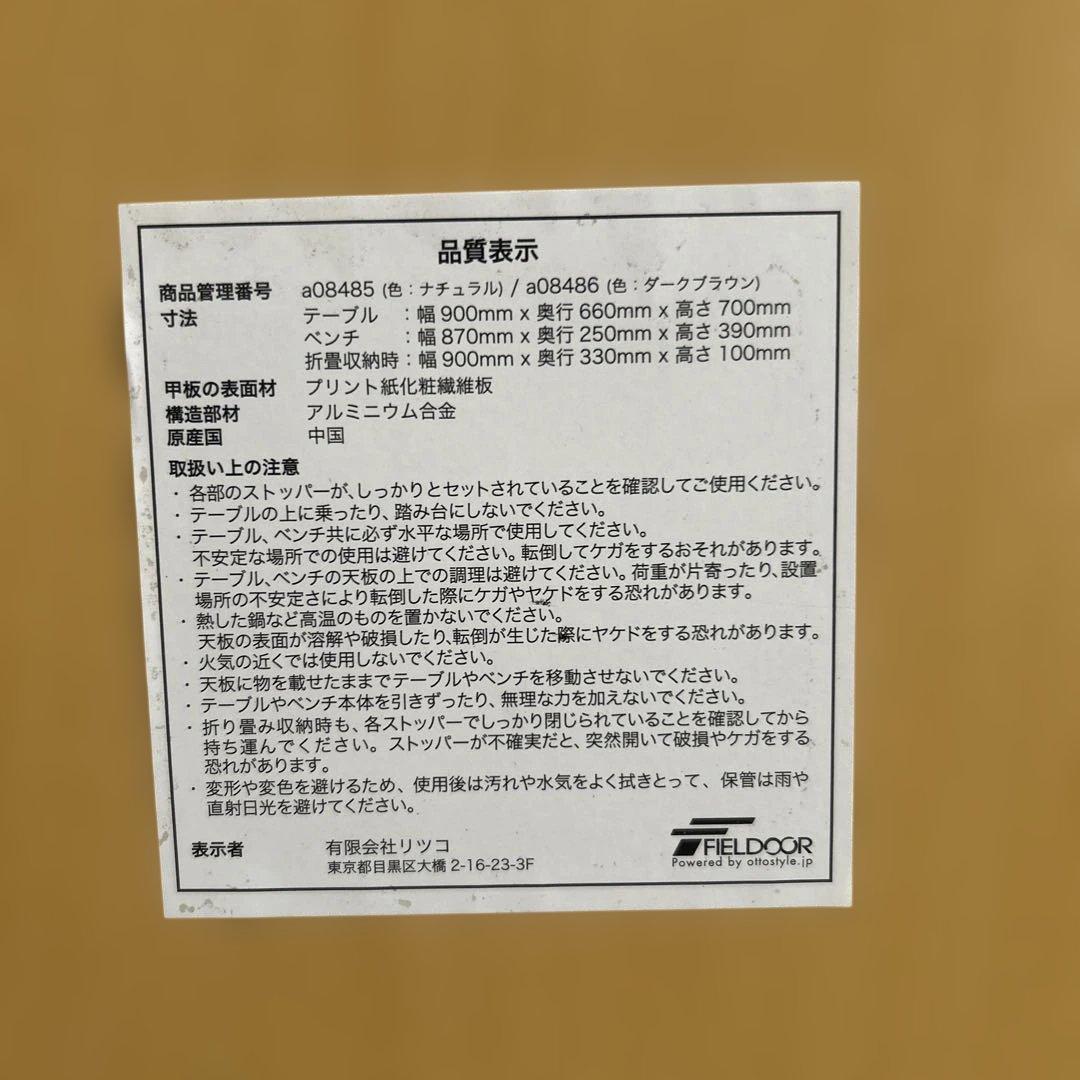 品質表示
商品管理番号 a08485 (色：ナチュラル) / a08486 (色：ダークブラウン)
寸法 テーブル ：幅 900mm x 奥行 660mm x 高さ 700mm
ベンチ ：幅 870mm x 奥行 250mm x 高さ 390mm
折畳収納時：幅 900mm x 奥行 330mm x 高さ 100mm
甲板の表面材 プリント紙化粧繊維板
構造部材 アルミニウム合金
原産国 中国
取扱い上の注意
・各部のストッパーが、しっかりとセットされていることを確認してご使用ください。
・テーブルの上に乗ったり、踏み台にしないでください。
・テーブル、ベンチ共に必ず水平な場所で使用してください。
不安定な場所での使用は避けてください。転倒してケガをするおそれがあります。
・テーブル、ベンチの天板の上での調理は避けてください。荷重が片寄ったり、設置
場所の不安定さにより転倒した際にケガやヤケドをする恐れがあります。
・熱した鍋など高温のものを置かないでください。
天板の表面が溶解や破損したり、転倒が生じた際にヤケドをする恐れがあります。
・火気の近くでは使用しないでください。
・天板に物を載せたままでテーブルやベンチを移動させないでください。
・テーブルやベンチ本体を引きずったり、無理な力を加えないでください。
・折り畳み収納時も、各ストッパーでしっかり閉じられていることを確認してから
持ち運んでください。ストッパーが不確実だと、突然開いて破損やケガをする
恐れがあります。
・変形や変色を避けるため、使用後は汚れや水気をよく拭きとって、保管は雨や
直射日光を避けてください。
表示者 有限会社リツコ
東京都目黒区大橋 2-16-23-3F
FIELDOOR
Powered by ottostyle.jp